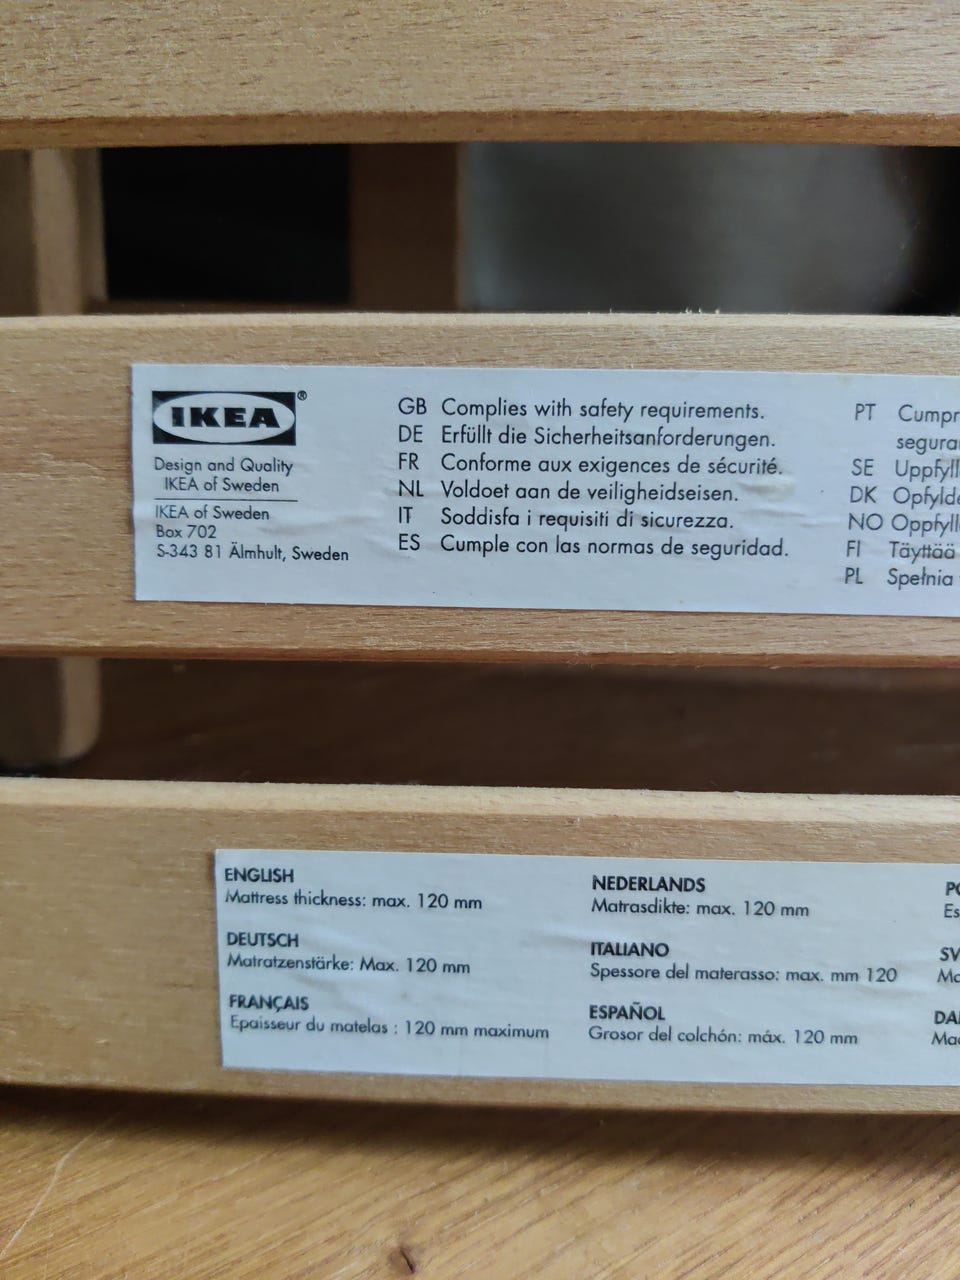 IKEA®
Design and Quality
IKEA of Sweden
IKEA of Sweden
Box 702
S-343 81 Älmhult, Sweden
GB Complies with safety requirements.
DE Erfüllt die Sicherheitsanforderungen.
FR Conforme aux exigences de sécurité.
NL Voldoet aan de veiligheidseisen.
IT Soddisfa i requisiti di sicurezza.
ES Cumple con las normas de seguridad.
PT
SE
DK
NO
FI Täyttää
PL Spełnia
ENGLISH
Mattress thickness: max. 120 mm
DEUTSCH
Matratzenstärke: Max. 120 mm
FRANÇAIS
Epaisseur du matelas : 120 mm maximum
NEDERLANDS
Matrasdikte: max. 120 mm
ITALIANO
Spessore del materasso: max. mm 120
ESPAÑOL
Grosor del colchón: máx. 120 mm